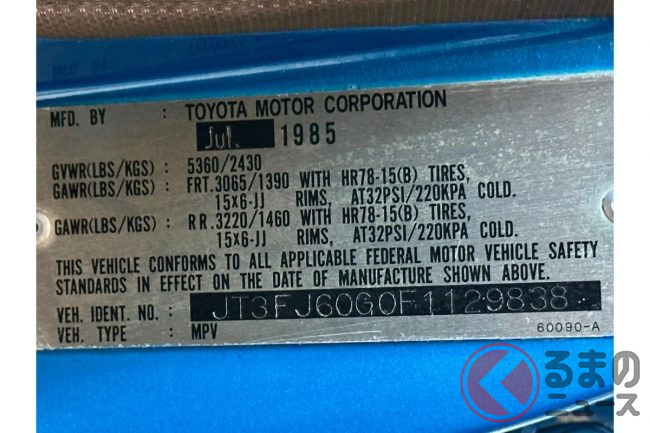 MFD. BY : TOYOTA MOTOR CORPORATION
Jul. 1985
GVWR(LBS/KGS) : 5360/2430
GAWR(LBS/KGS) : FRT. 3065/1390 WITH HR78-15(B) TIRES,
15X6-JJ RIMS, AT32PSI/220KPA COLD.
GAWR(LBS/KGS) : RR. 3220/1460 WITH HR78-15(B) TIRES,
15X6-JJ RIMS, AT32PSI/220KPA COLD.
THIS VEHICLE CONFORMS TO ALL APPLICABLE FEDERAL MOTOR VEHICLE SAFETY
STANDARDS IN EFFECT ON THE DATE OF MANUFACTURE SHOWN ABOVE.
VEH. IDENT. NO. : JT3FJ60G0F1129838
VEH. TYPE : MPV 60090-A
くるまの
ニュース